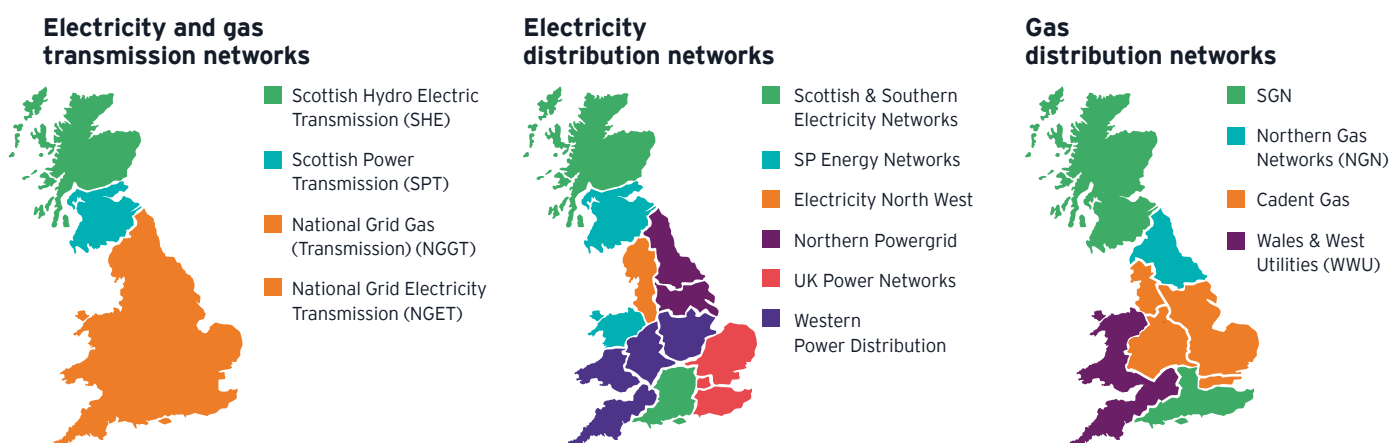 Electricity and gas
transmission networks
Scottish Hydro Electric
Transmission (SHE)
Scottish Power
Transmission (SPT)
National Grid Gas
(Transmission) (NGGT)
National Grid Electricity
Transmission (NGET)
Electricity
distribution networks
Scottish & Southern
Electricity Networks
SP Energy Networks
Electricity North West
Northern Powergrid
UK Power Networks
Western
Power Distribution
Gas
distribution networks
SGN
Northern Gas
Networks (NGN)
Cadent Gas
Wales & West
Utilities (WWU)